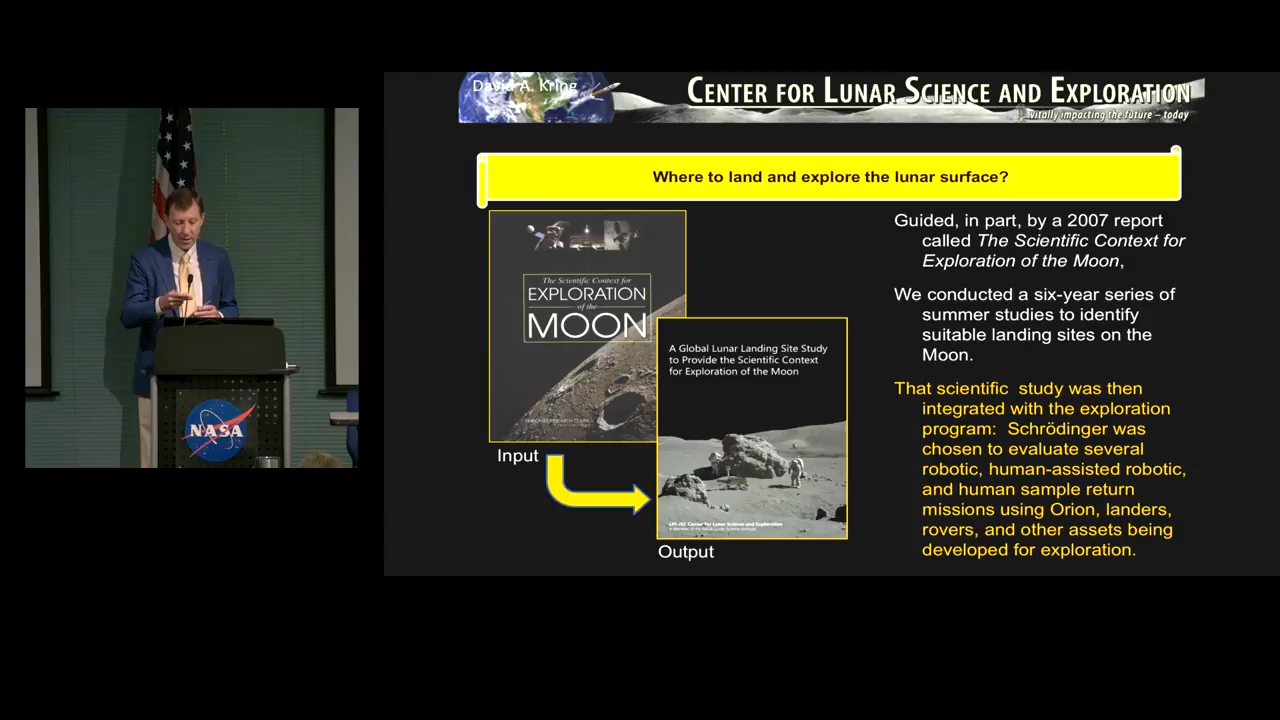 David A. Kring
CENTER FOR LUNAR SCIENCE AND EXPLORATION
vitally impacting the future – today
Where to land and explore the lunar surface?
The Scientific Context for
EXPLORATION
of the
MOON
Input
A Global Lunar Landing Site Study
to Provide the Scientific Context
for Exploration of the Moon
LPI-JSC Center for Lunar Science and Exploration
Output
Guided, in part, by a 2007 report
called The Scientific Context for
Exploration of the Moon,
We conducted a six-year series of
summer studies to identify
suitable landing sites on the
Moon.
That scientific study was then
integrated with the exploration
program: Schrödinger was
chosen to evaluate several
robotic, human-assisted robotic,
and human sample return
missions using Orion, landers,
rovers, and other assets being
developed for exploration.
NASA